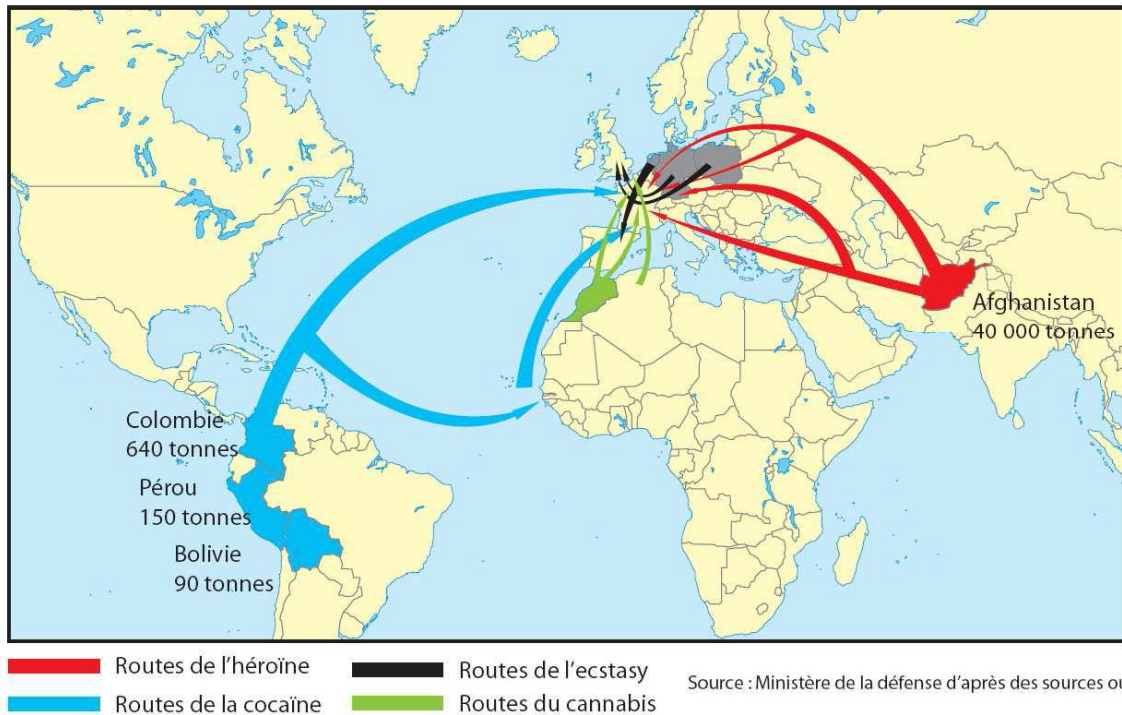 Afghanistan
40 000 tonnes
Colombie
640 tonnes
Pérou
150 tonnes
Bolivie
90 tonnes
Routes de l'héroïne
Routes de l'ecstasy
Routes de la cocaïne
Routes du cannabis
Source : Ministère de la défense d'après des sources